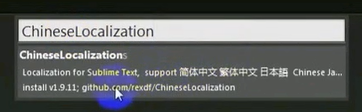 ChineseLocalization
ChineseLocalizations
Localization for Sublime Text, support 简体中文 繁体中文 日本語 Chinese Ja...
install v1.9.11; github.com/rexdf/ChineseLocalization